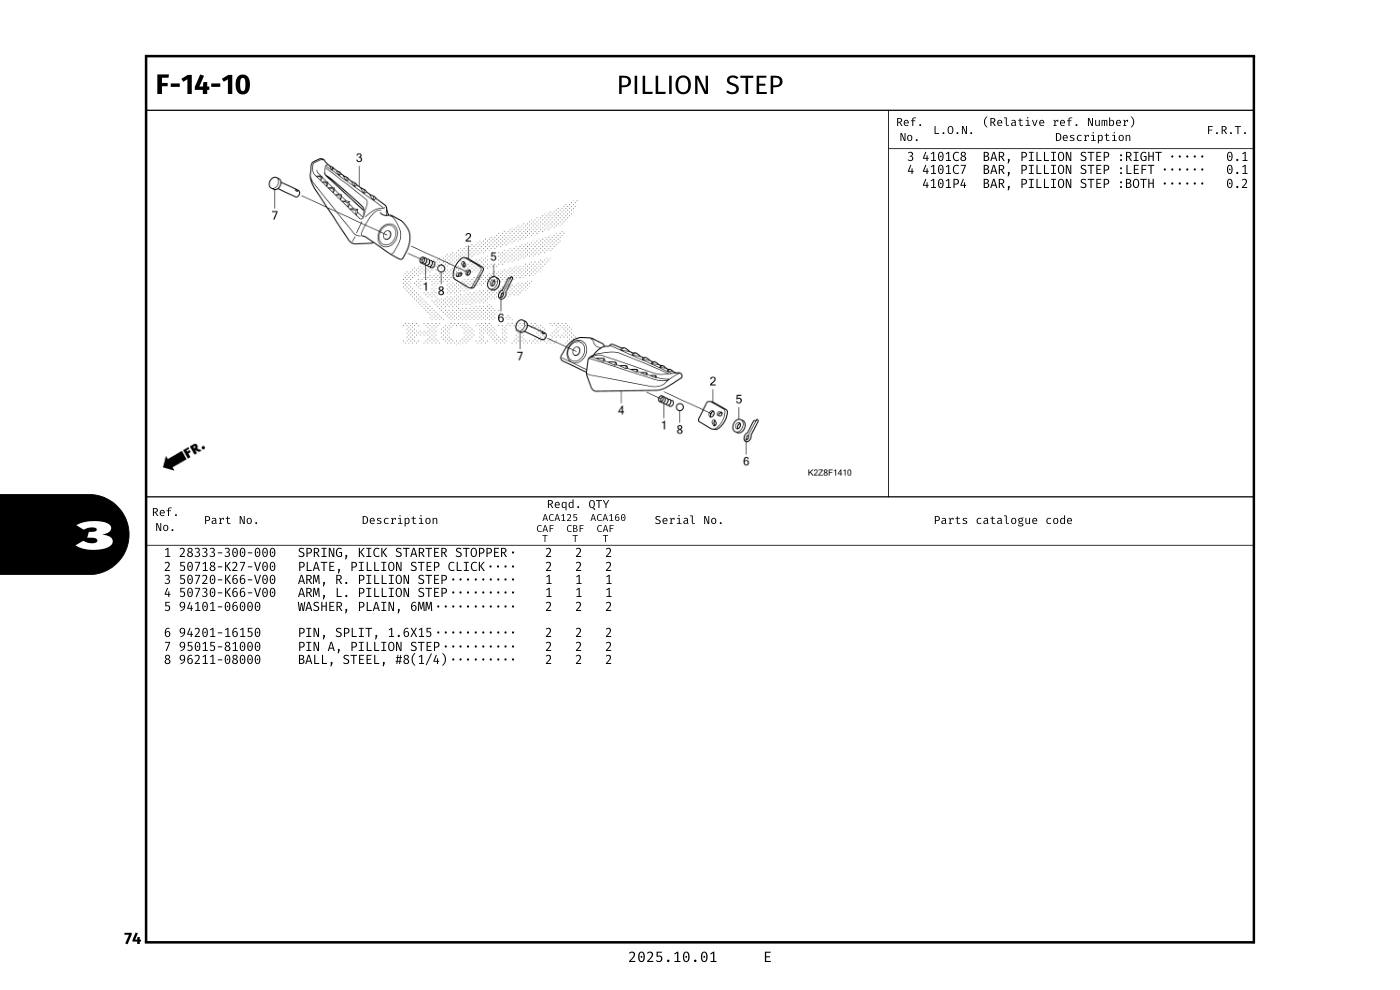 F-14-10
PILLION STEP
Ref. No. L.O.N. (Relative ref. Number) Description F.R.T.
3 4101C8 BAR, PILLION STEP :RIGHT ····· 0.1
4 4101C7 BAR, PILLION STEP :LEFT ······ 0.1
4101P4 BAR, PILLION STEP :BOTH ······ 0.2
3
7
2
5
1
8
6
HONDA
7
2
5
4
1
8
6
FR.
K2Z8F1410
3
Ref. No. Part No. Description Reqd. QTY Serial No. Parts catalogue code
ACA125 ACA160
CAF CBF CAF
T T T
1 28333-300-000 SPRING, KICK STARTER STOPPER· 2 2 2
2 50718-K27-V00 PLATE, PILLION STEP CLICK···· 2 2 2
3 50720-K66-V00 ARM, R. PILLION STEP········· 1 1 1
4 50730-K66-V00 ARM, L. PILLION STEP········· 1 1 1
5 94101-06000 WASHER, PLAIN, 6MM··········· 2 2 2
6 94201-16150 PIN, SPLIT, 1.6X15··········· 2 2 2
7 95015-81000 PIN A, PILLION STEP·········· 2 2 2
8 96211-08000 BALL, STEEL, #8(1/4)········· 2 2 2
74
2025.10.01 E